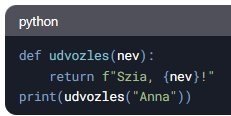 python
def udvozles(nev):
    return f"Szia, {nev}!"
print(udvozles("Anna"))